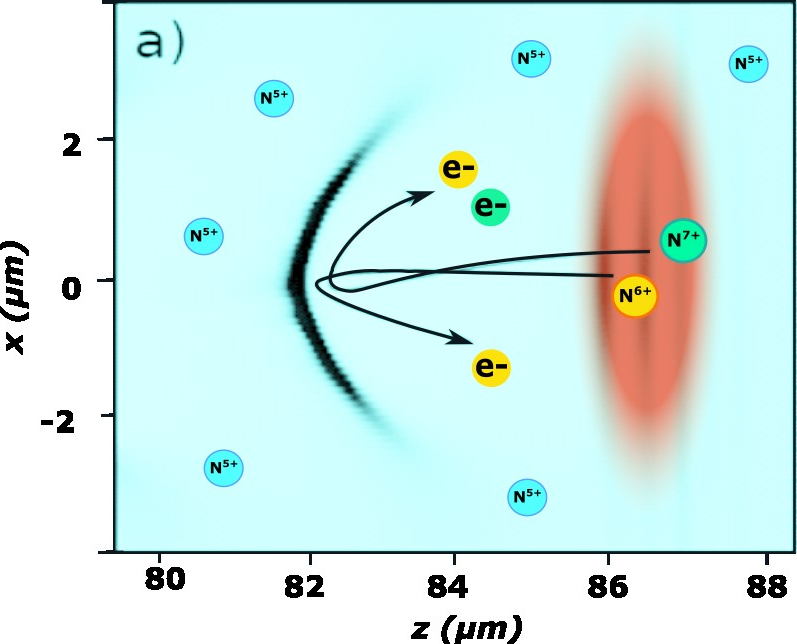 a)
N5+
N5+
N5+
2
e-
e-
N5+
N7+
0
N6+
e-
-2
N5+
N5+
x (μm)
80
82
84
86
88
z (μm)